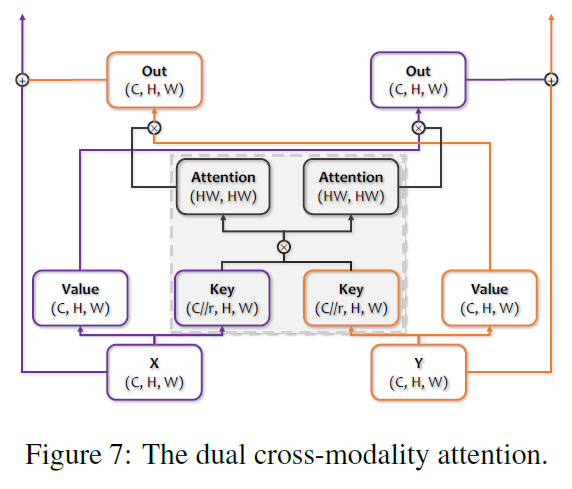 Out
(C, H, W)
Out
(C, H, W)
Attention
(HW, HW)
Attention
(HW, HW)
Value
(C, H, W)
Key
(C//r, H, W)
Key
(C//r, H, W)
Value
(C, H, W)
X
(C, H, W)
Y
(C, H, W)
Figure 7: The dual cross-modality attention.